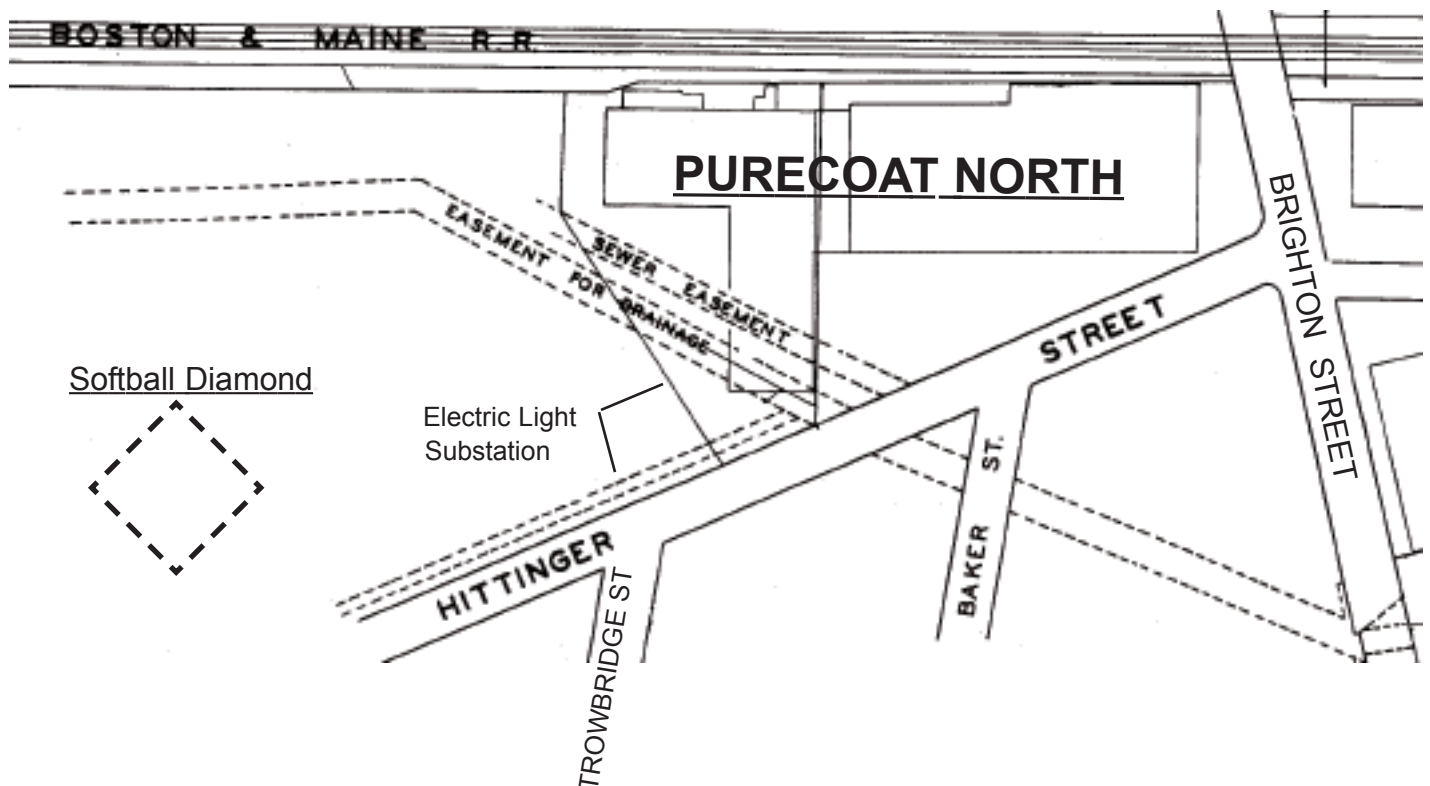 BOSTON & MAINE R.R.
PURECOAT NORTH
BRIGHTON STREET
EASEMENT FOR DRAINAGE
SEWER EASEMENT
HITTINGER STREET
Softball Diamond
Electric Light
Substation
BAKER ST.
TROWBRIDGE ST